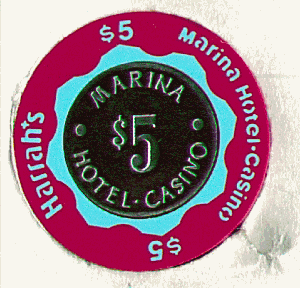 $5
Marina Hotel·Casino
$5
Harrah's
MARINA
$5
HOTEL·CASINO